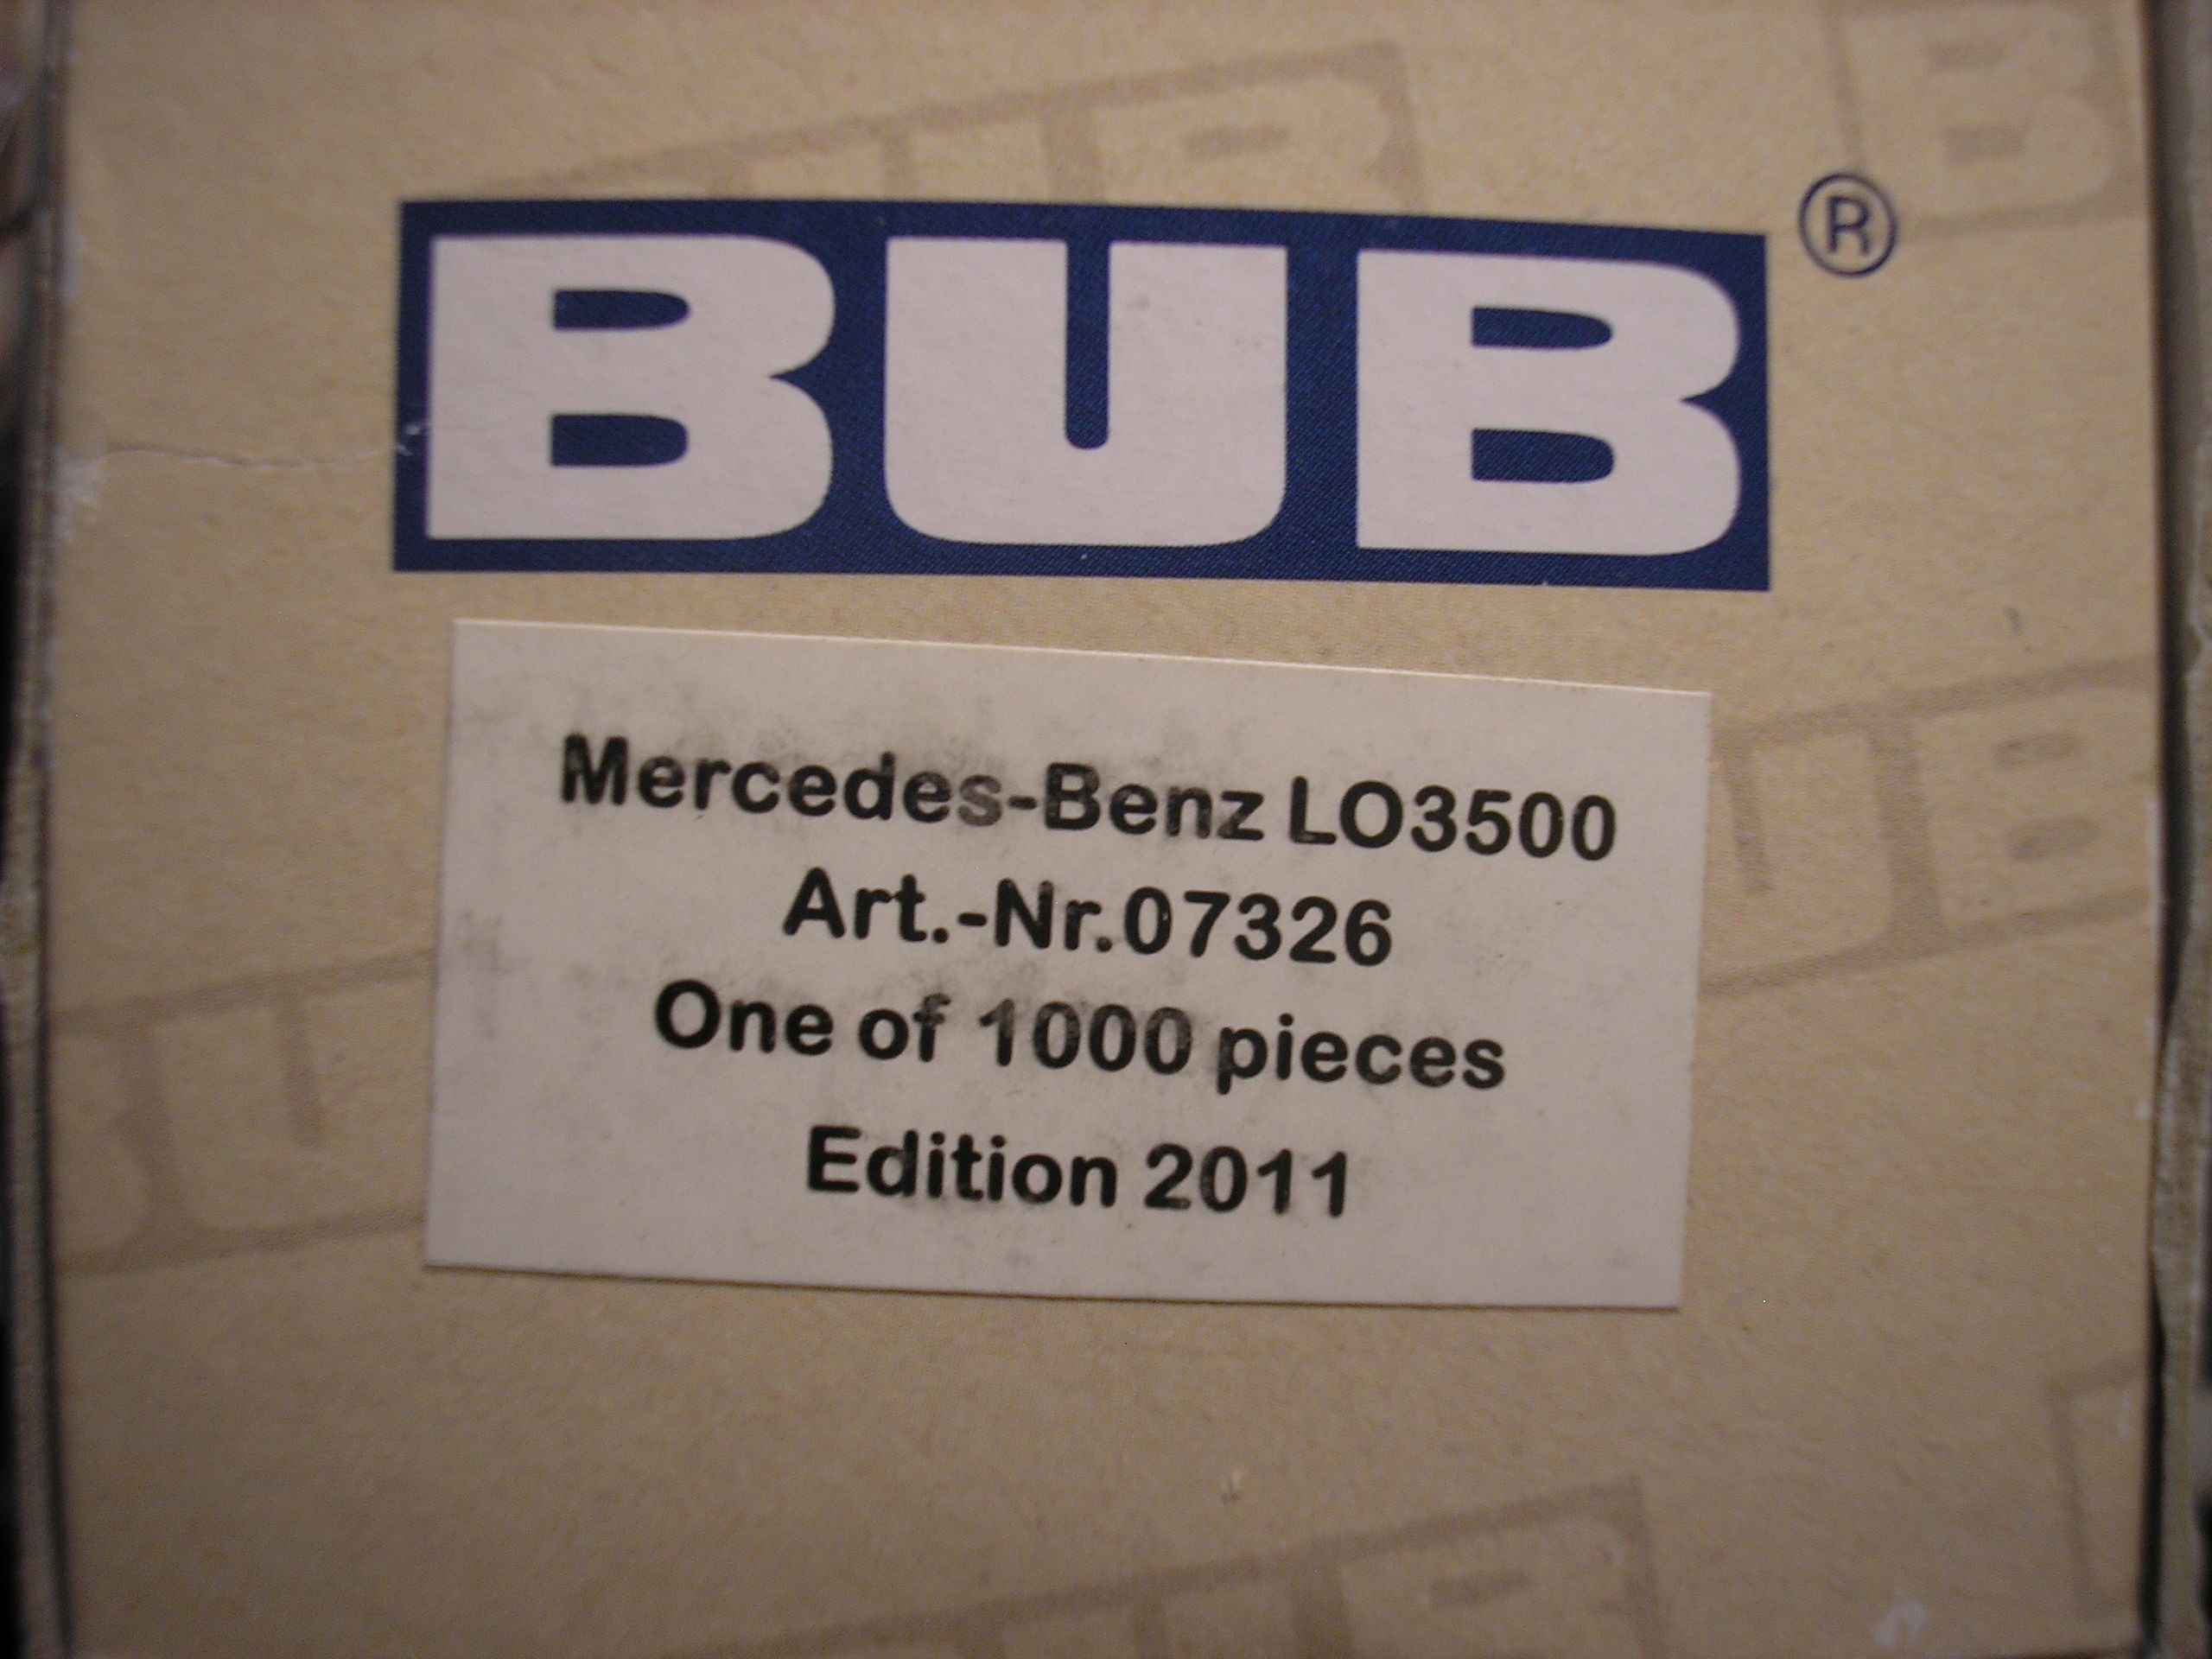 BUB ®
Mercedes-Benz LO3500
Art.-Nr.07326
One of 1000 pieces
Edition 2011